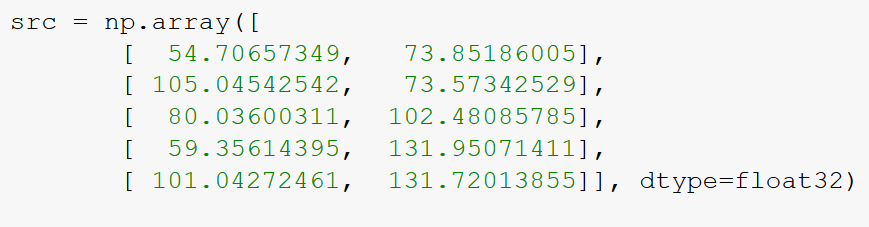 src = np.array([
[ 54.70657349, 73.85186005],
[ 105.04542542, 73.57342529],
[ 80.03600311, 102.48085785],
[ 59.35614395, 131.95071411],
[ 101.04272461, 131.72013855]], dtype=float32)